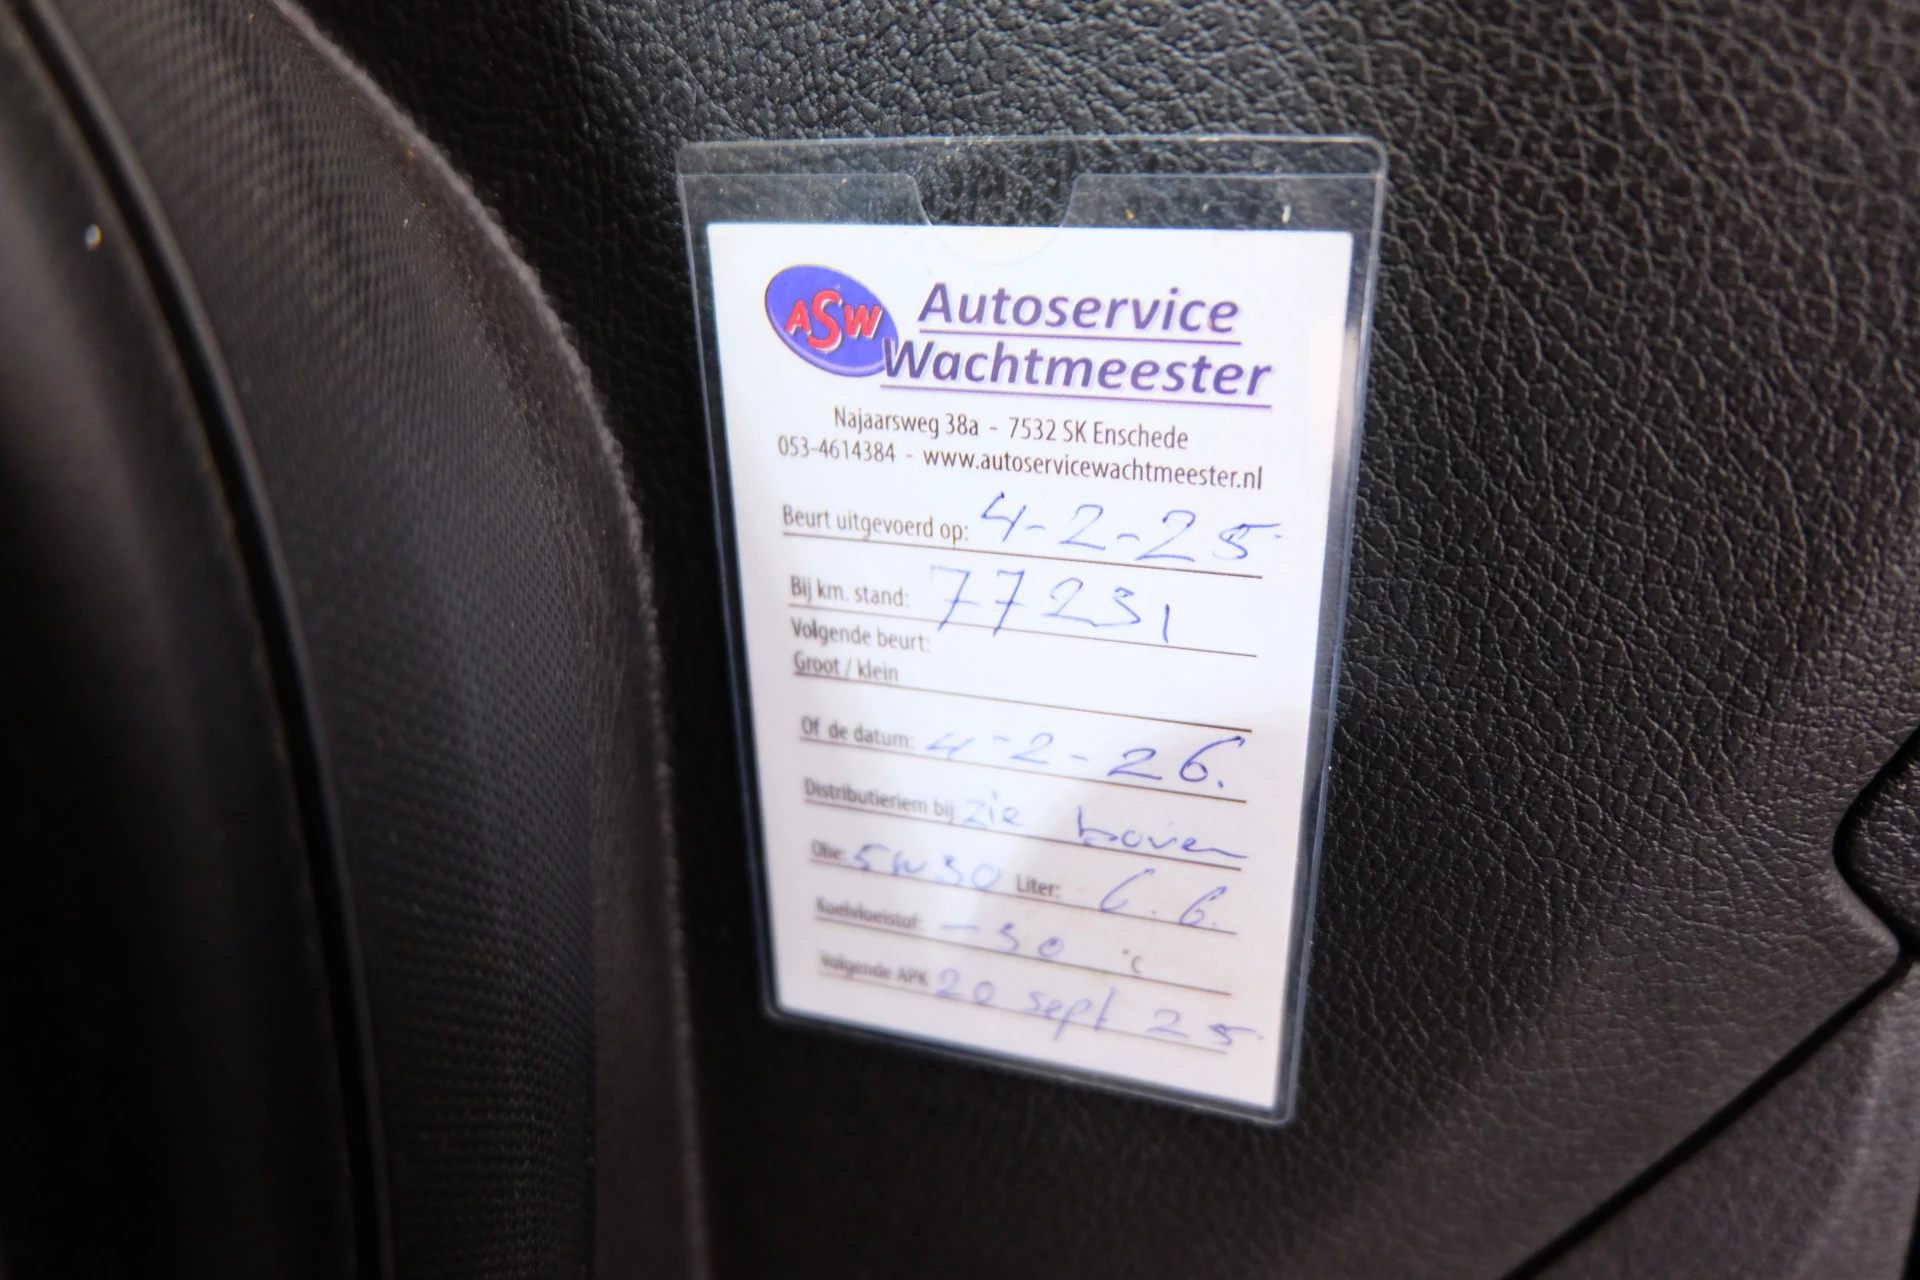 ASW Autoservice
Wachtmeester
Najaarsweg 38a - 7532 SK Enschede
053-4614384 - www.autoservicewachtmeester.nl
Beurt uitgevoerd op: 4-2-25
Bij km. stand: 77231
Volgende beurt:
Groot / klein
Of de datum: 4-2-26.
Distributieriem bij: zie boven
Olie: 5W30 Liter: 6.6.
Koelvloeistof: -30 °C
Volgende APK 20 sept 25